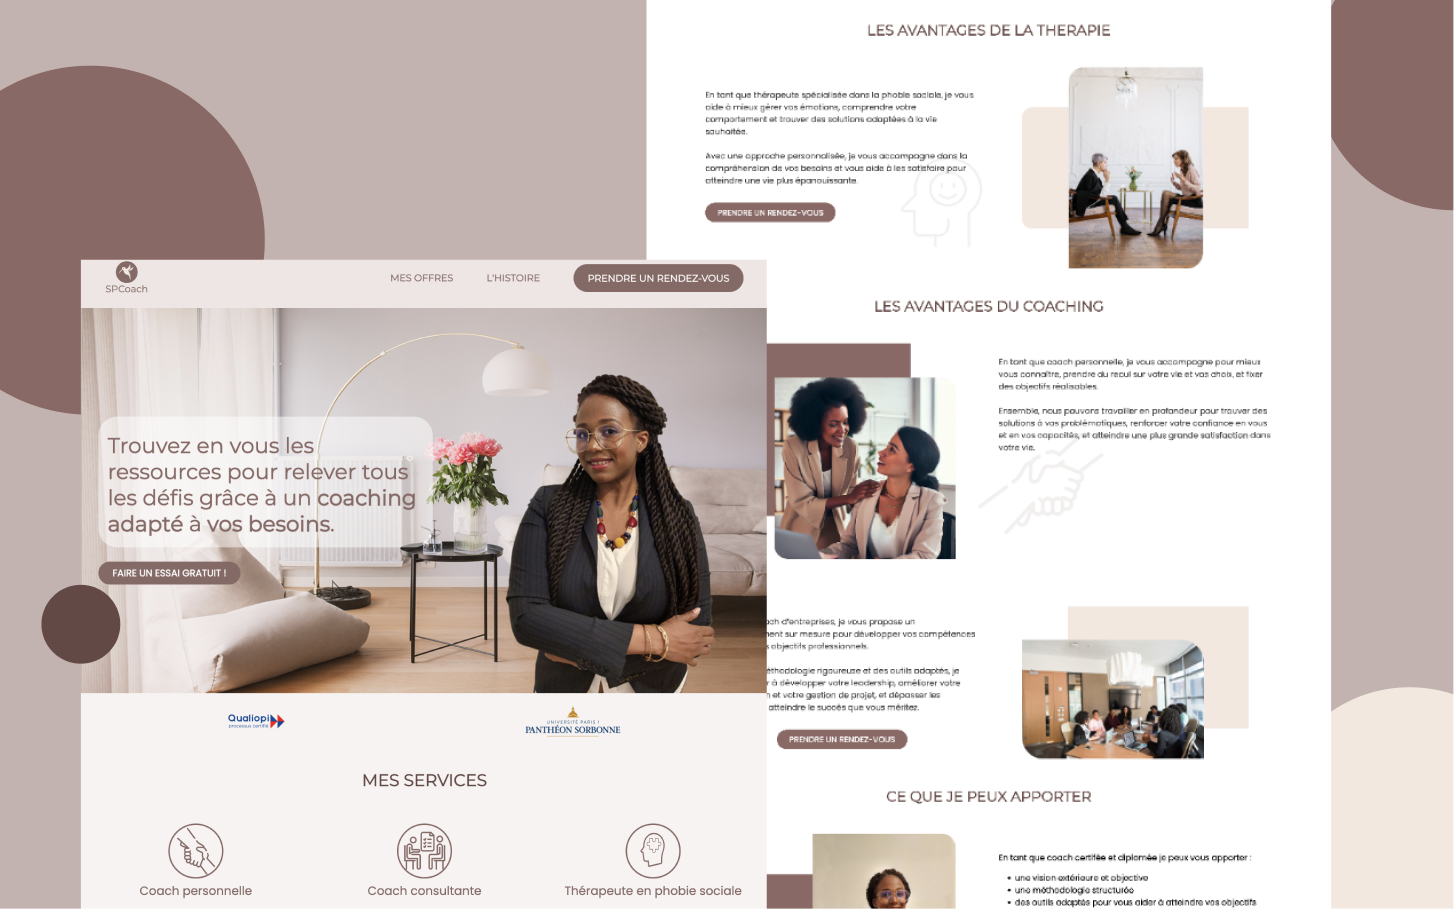 LES AVANTAGES DE LA THERAPIE
En tant que thérapeute spécialisée dans la phobie sociale, je vous
aide à mieux gérer vos émotions, comprendre votre
comportement et trouver des solutions adaptées à la vie
souhaitée.
Avec une approche personnalisée, je vous accompagne dans la
compréhension de vos besoins et vous aide à les satisfaire pour
atteindre une vie plus épanouissante.
PRENDRE UN RENDEZ-VOUS
SPCoach
MES OFFRES
L'HISTOIRE
PRENDRE UN RENDEZ-VOUS
Trouvez en vous les
ressources pour relever tous
les défis grâce à un coaching
adapté à vos besoins.
FAIRE UN ESSAI GRATUIT !
Qualiopi
processus certifié
UNIVERSITÉ PARIS I
PANTHÉON SORBONNE
MES SERVICES
Coach personnelle
Coach consultante
Thérapeute en phobie sociale
LES AVANTAGES DU COACHING
En tant que coach personnelle, je vous accompagne pour mieux
vous connaître, prendre du recul sur votre vie et vos choix, et fixer
des objectifs réalisables.
Ensemble, nous pouvons travailler en profondeur pour trouver des
solutions à vos problématiques, renforcer votre confiance en vous
et en vos capacités, et atteindre une plus grande satisfaction dans
votre vie.
ach d'entreprises, je vous propose un
ent sur mesure pour développer vos compétences
s objectifs professionnels.
éthodologie rigoureuse et des outils adaptés, je
r à développer votre leadership, améliorer votre
n et votre gestion de projet, et dépasser les
atteindre le succès que vous méritez.
PRENDRE UN RENDEZ-VOUS
CE QUE JE PEUX APPORTER
En tant que coach certifée et diplomée je peux vous apporter :
• une vision extérieure et objective
• une méthodologie structurée
• des outils adaptés pour vous aider à atteindre vos objectifs